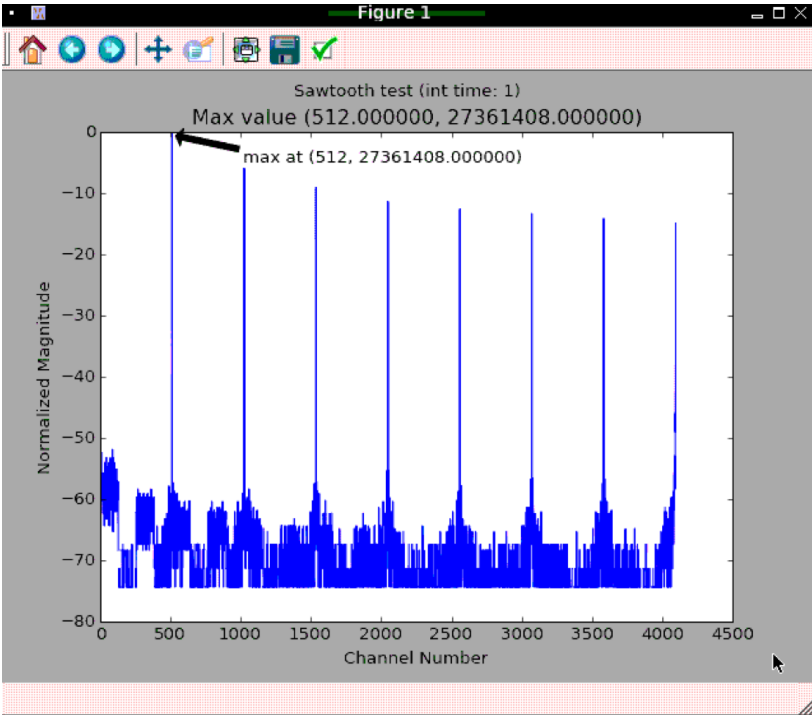 Figure 1
Sawtooth test (int time: 1)
Max value (512.000000, 27361408.000000)
max at (512, 27361408.000000)
0
−10
−20
−30
−40
−50
−60
−70
−80
Normalized Magnitude
0 500 1000 1500 2000 2500 3000 3500 4000 4500
Channel Number